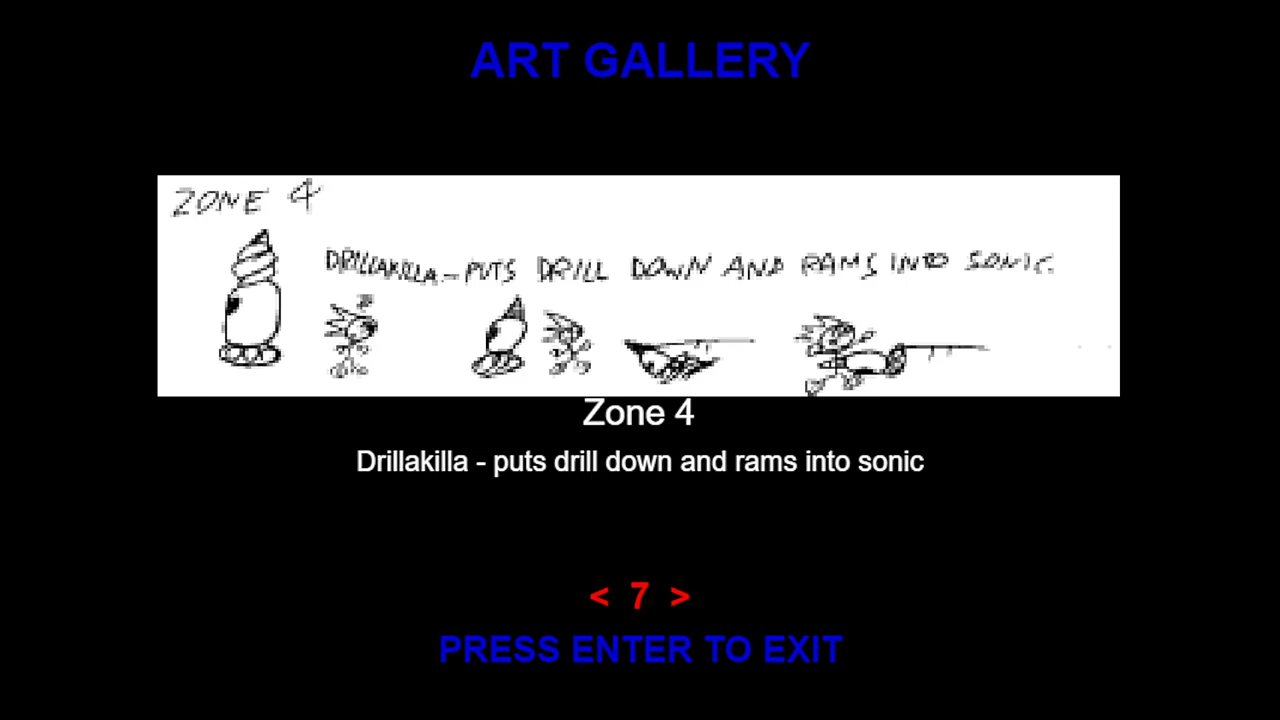 ART GALLERY
ZONE 4
DRILLAKILLA - PUTS DRILL DOWN AND RAMS INTO SONIC.
Zone 4
Drillakilla - puts drill down and rams into sonic
< 7 >
PRESS ENTER TO EXIT